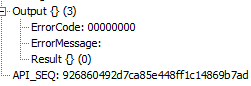 Output {} (3)
ErrorCode: 00000000
ErrorMessage:
Result {} (0)
API_SEQ: 926860492d7ca85e448ff1c14869b7ad